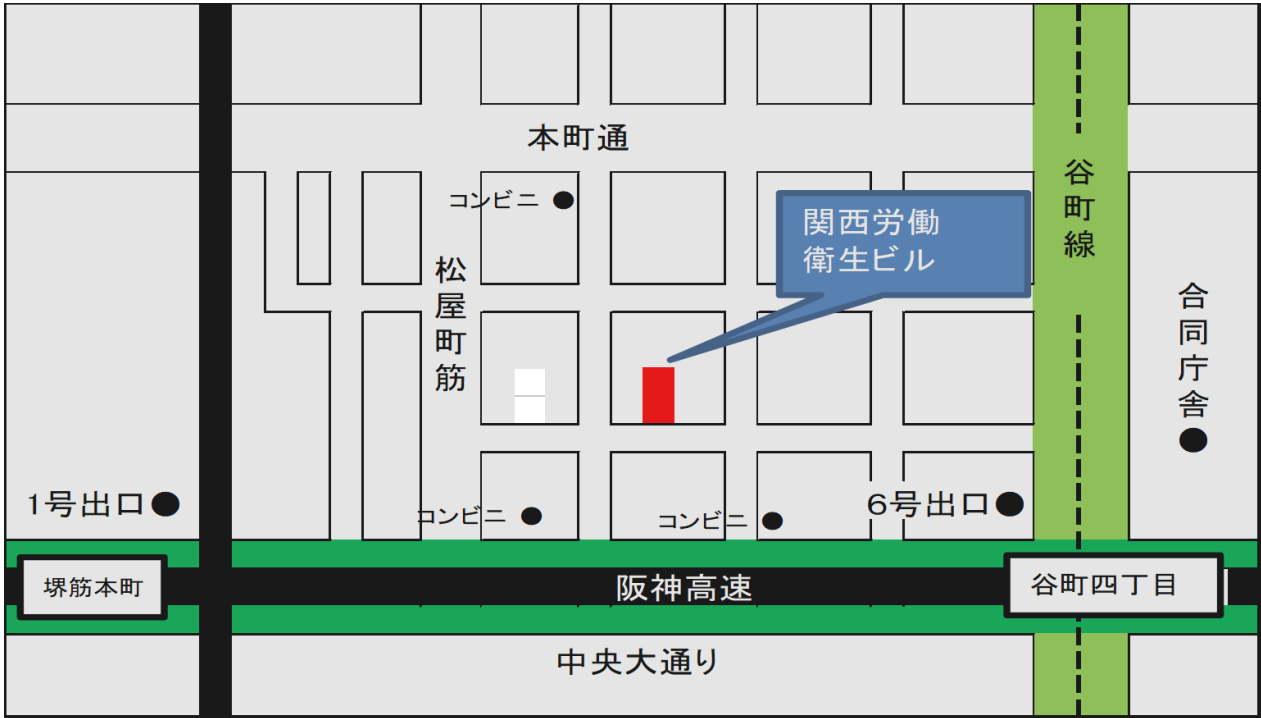 本町通
コンビニ
谷町線
関西労働
衛生ビル
松屋町筋
合同庁舎
1号出口
コンビニ
コンビニ
6号出口
堺筋本町
阪神高速
谷町四丁目
中央大通り